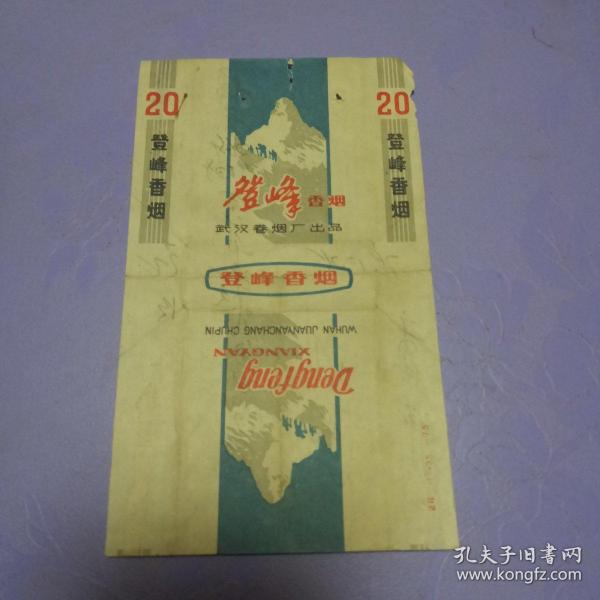 20
登峰香烟
20
登峰香烟
登峰 香烟
武汉卷烟厂出品
登峰香烟
WUHAN JUANYANCHANG CHUPIN
XIANGYAN
Dengfeng
孔夫子旧书网
www.kongfz.com